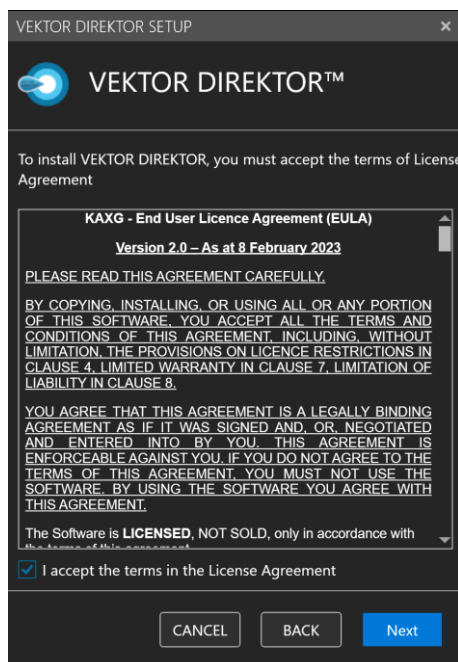 VEKTOR DIREKTOR SETUP
VEKTOR DIREKTOR™
To install VEKTOR DIREKTOR, you must accept the terms of License
Agreement
KAXG - End User Licence Agreement (EULA)
Version 2.0 – As at 8 February 2023
PLEASE READ THIS AGREEMENT CAREFULLY.
BY COPYING, INSTALLING, OR USING ALL OR ANY PORTION
OF THIS SOFTWARE, YOU ACCEPT ALL THE TERMS AND
CONDITIONS OF THIS AGREEMENT, INCLUDING, WITHOUT
LIMITATION, THE PROVISIONS ON LICENCE RESTRICTIONS IN
CLAUSE 4, LIMITED WARRANTY IN CLAUSE 7, LIMITATION OF
LIABILITY IN CLAUSE 8.
YOU AGREE THAT THIS AGREEMENT IS A LEGALLY BINDING
AGREEMENT AS IF IT WAS SIGNED AND, OR, NEGOTIATED
AND ENTERED INTO BY YOU. THIS AGREEMENT IS
ENFORCEABLE AGAINST YOU. IF YOU DO NOT AGREE TO THE
TERMS OF THIS AGREEMENT, YOU MUST NOT USE THE
SOFTWARE. BY USING THE SOFTWARE YOU AGREE WITH
THIS AGREEMENT.
The Software is LICENSED, NOT SOLD, only in accordance with
the terms of this agreement
I accept the terms in the License Agreement
CANCEL
BACK
Next